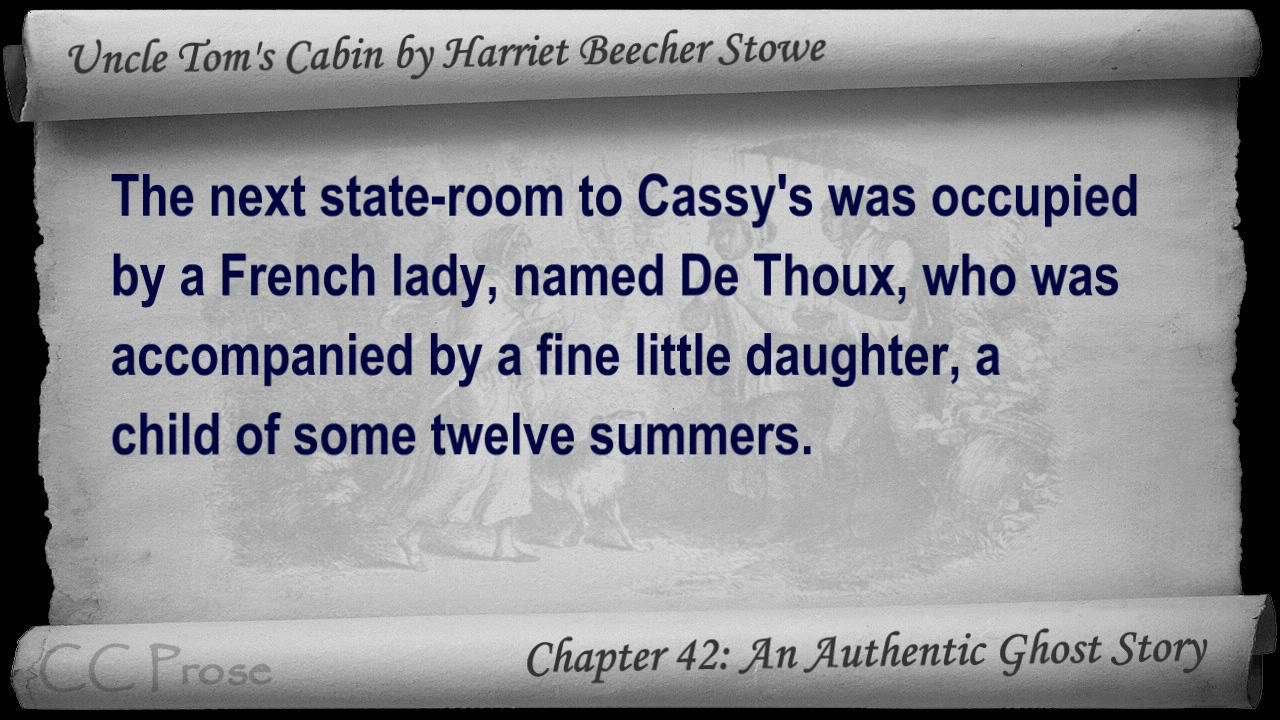 Uncle Tom's Cabin by Harriet Beecher Stowe
The next state-room to Cassy's was occupied
by a French lady, named De Thoux, who was
accompanied by a fine little daughter, a
child of some twelve summers.
CC Prose
Chapter 42: An Authentic Ghost Story